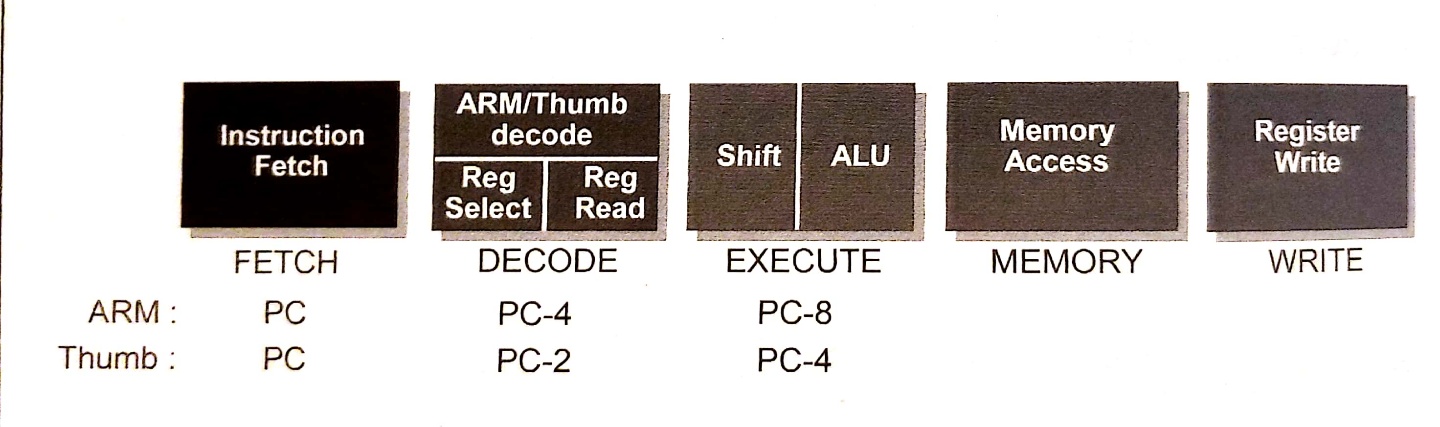 Instruction
Fetch
ARM/Thumb
decode
Reg
Select
Reg
Read
Shift
ALU
Memory
Access
Register
Write
FETCH DECODE EXECUTE MEMORY WRITE
ARM : PC PC-4 PC-8
Thumb : PC PC-2 PC-4